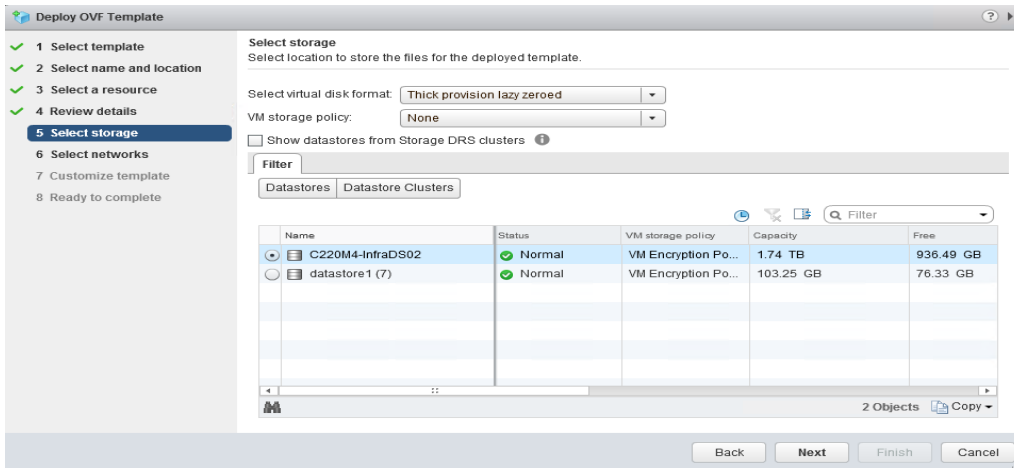 Deploy OVF Template
?
1 Select template
2 Select name and location
3 Select a resource
4 Review details
5 Select storage
6 Select networks
7 Customize template
8 Ready to complete
Select storage
Select location to store the files for the deployed template.
Select virtual disk format: Thick provision lazy zeroed
VM storage policy: None
Show datastores from Storage DRS clusters
Filter
Datastores Datastore Clusters
Filter
Name Status VM storage policy Capacity Free
C220M4-InfraDS02 Normal VM Encryption Po... 1.74 TB 936.49 GB
datastore1 (7) Normal VM Encryption Po... 103.25 GB 76.33 GB
2 Objects Copy
Back Next Finish Cancel